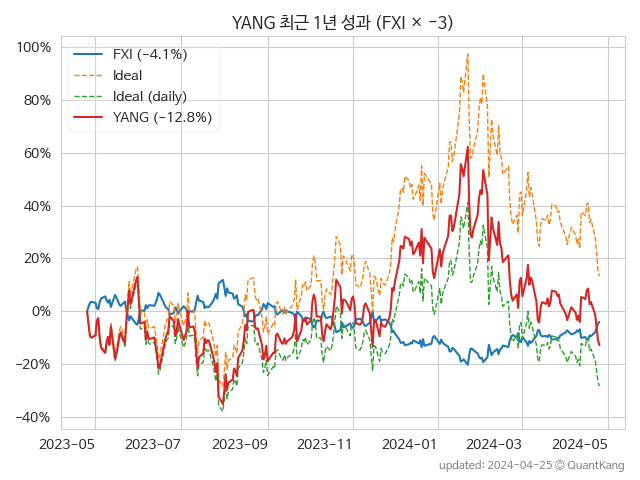 YANG 최근 1년 성과 (FXI × −3)
FXI (−4.1%)
Ideal
Ideal (daily)
YANG (−12.8%)
100%
80%
60%
40%
20%
0%
−20%
−40%
2023-05 2023-07 2023-09 2023-11 2024-01 2024-03 2024-05
updated: 2024-04-25 © QuantKang